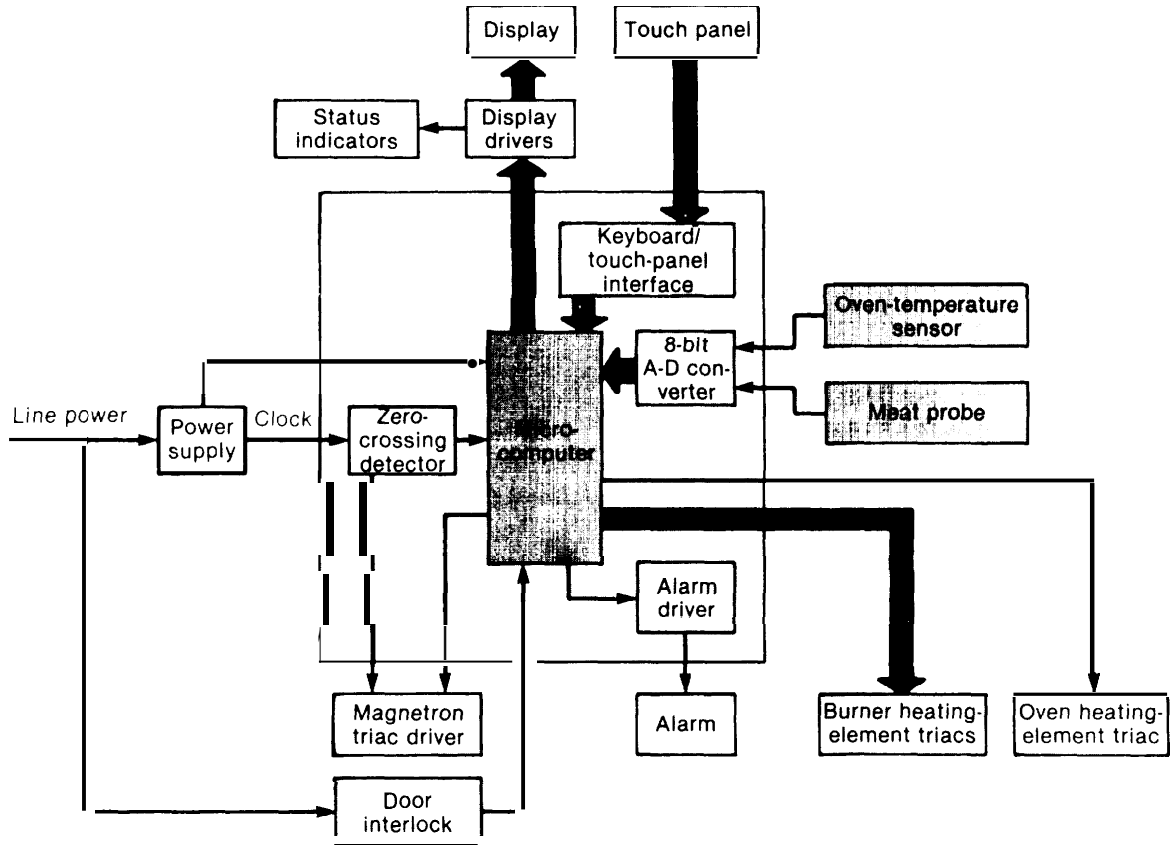 Display
Touch panel
Status
indicators
Display
drivers
Keyboard/
touch-panel
interface
Oven-temperature
sensor
8-bit
A-D con-
verter
Meat probe
Line power
Power
supply
Clock
Zero-
crossing
detector
Micro-
computer
Alarm
driver
Magnetron
triac driver
Alarm
Burner heating-
element triacs
Oven heating-
element triac
Door
interlock